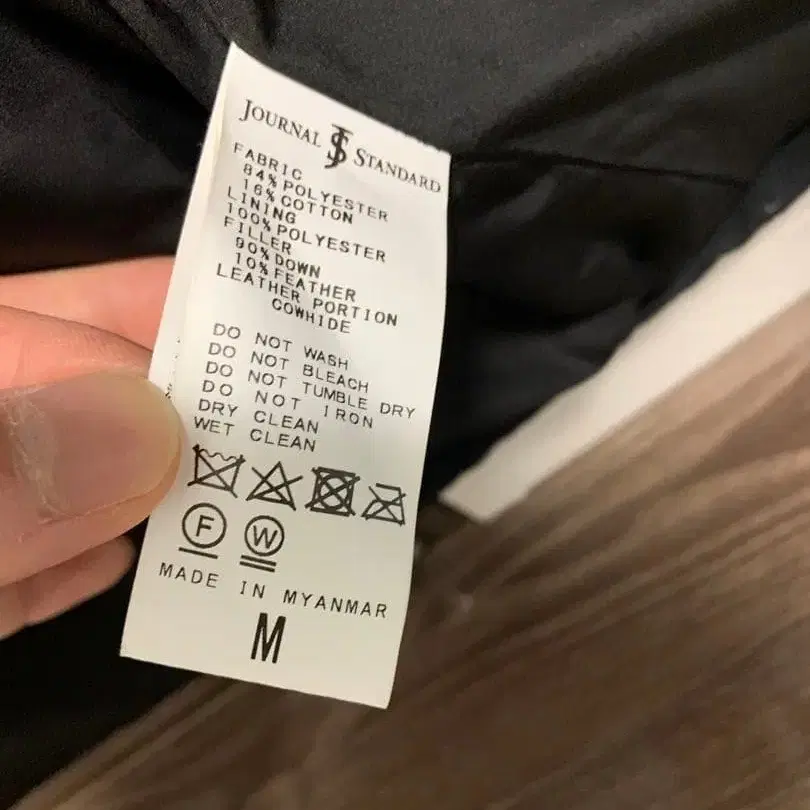 JOURNAL JS STANDARD
FABRIC
84%POLYESTER
16%COTTON
LINING
100%POLYESTER
FILLER
90%DOWN
10%FEATHER
LEATHER PORTION
COWHIDE
DO NOT WASH
DO NOT BLEACH
DO NOT TUMBLE DRY
DO NOT IRON
DRY CLEAN
WET CLEAN
F W
MADE IN MYANMAR
M